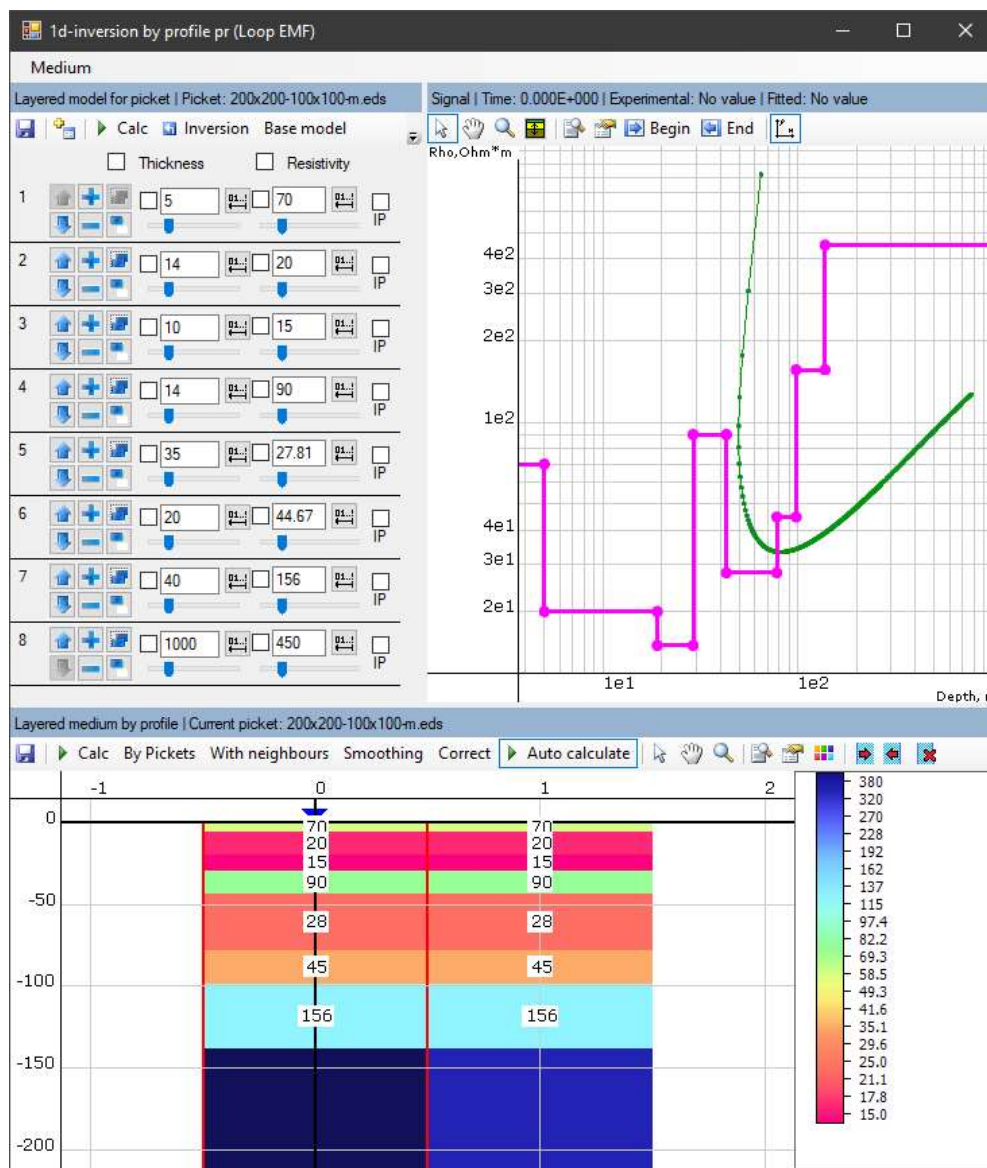 1d-inversion by profile pr (Loop EMF)
Medium
Layered model for picket | Picket: 200x200-100x100-m.eds
Calc Inversion Base model
Thickness Resistivity
1 5 70 IP
2 14 20 IP
3 10 15 IP
4 14 90 IP
5 35 27.81 IP
6 20 44.67 IP
7 40 156 IP
8 1000 450 IP
Signal | Time: 0.000E+000 | Experimental: No value | Fitted: No value
Begin End
Rho,Ohm*m
4e2
3e2
2e2
1e2
4e1
3e1
2e1
1e1 1e2
Depth,
Layered medium by profile | Current picket: 200x200-100x100-m.eds
Calc By Pickets With neighbours Smoothing Correct Auto calculate
-1 0 1 2
0
-50
-100
-150
-200
70 70
20 20
15 15
90 90
28 28
45 45
156 156
380
320
270
228
192
162
137
115
97.4
82.2
69.3
58.5
49.3
41.6
35.1
29.6
25.0
21.1
17.8
15.0